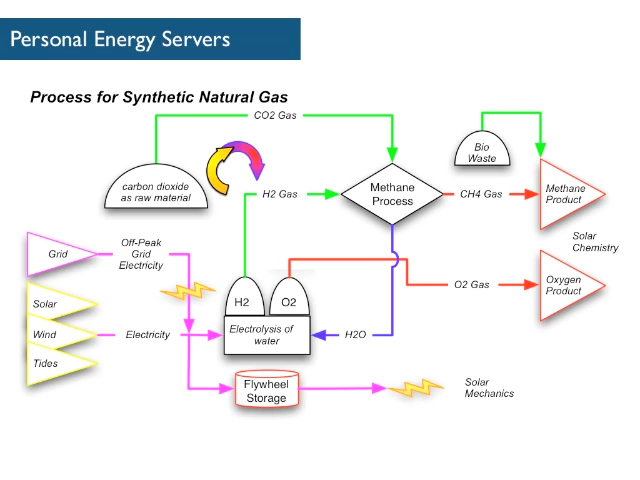 Personal Energy Servers
Process for Synthetic Natural Gas
CO2 Gas
Bio
Waste
carbon dioxide
as raw material
H2 Gas
Methane
Process
CH4 Gas
Methane
Product
Solar
Chemistry
Grid
Off-Peak
Grid
Electricity
Solar
Wind
Tides
Electricity
H2
O2
Electrolysis of
water
H2O
O2 Gas
Oxygen
Product
Flywheel
Storage
Solar
Mechanics